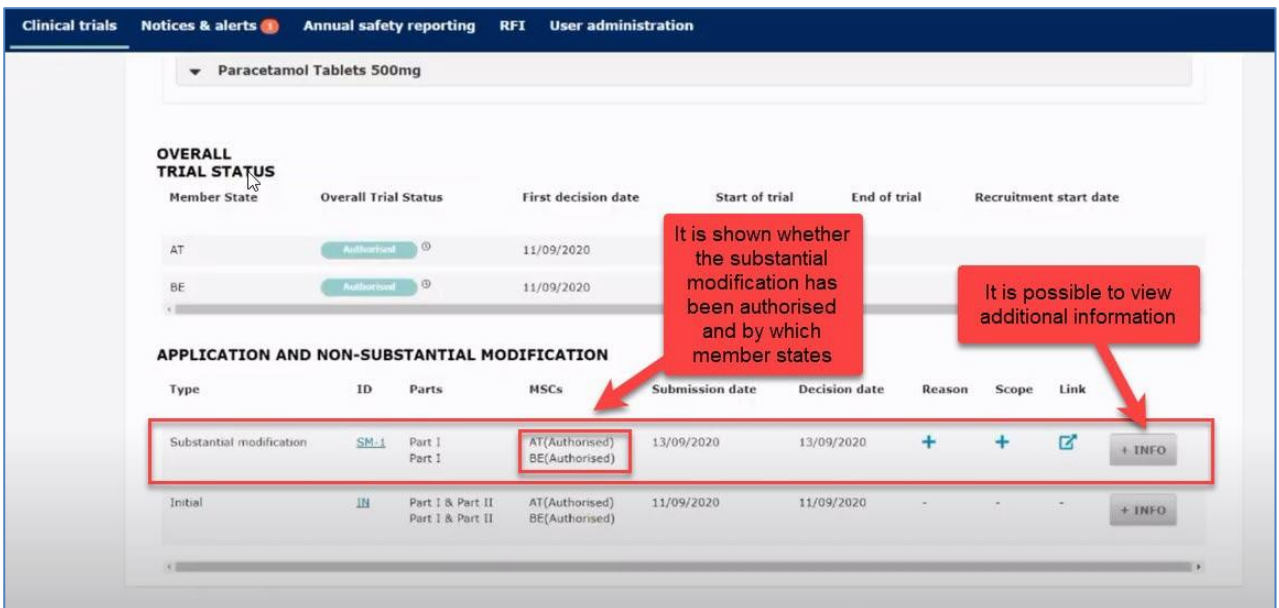 Clinical trials Notices & alerts 1 Annual safety reporting RFI User administration
Paracetamol Tablets 500mg
OVERALL
TRIAL STATUS
Member State Overall Trial Status First decision date Start of trial End of trial Recruitment start date
AT Authorised 11/09/2020
BE Authorised 11/09/2020
It is shown whether
the substantial
modification has
been authorised
and by which
member states
It is possible to view
additional information
APPLICATION AND NON-SUBSTANTIAL MODIFICATION
Type ID Parts MSCs Submission date Decision date Reason Scope Link
Substantial modification SM-1 Part I AT(Authorised) 13/09/2020 13/09/2020 + + + INFO
Part I BE(Authorised)
Initial IN Part I & Part II AT(Authorised) 11/09/2020 11/09/2020 - - - + INFO
Part I & Part II BE(Authorised)